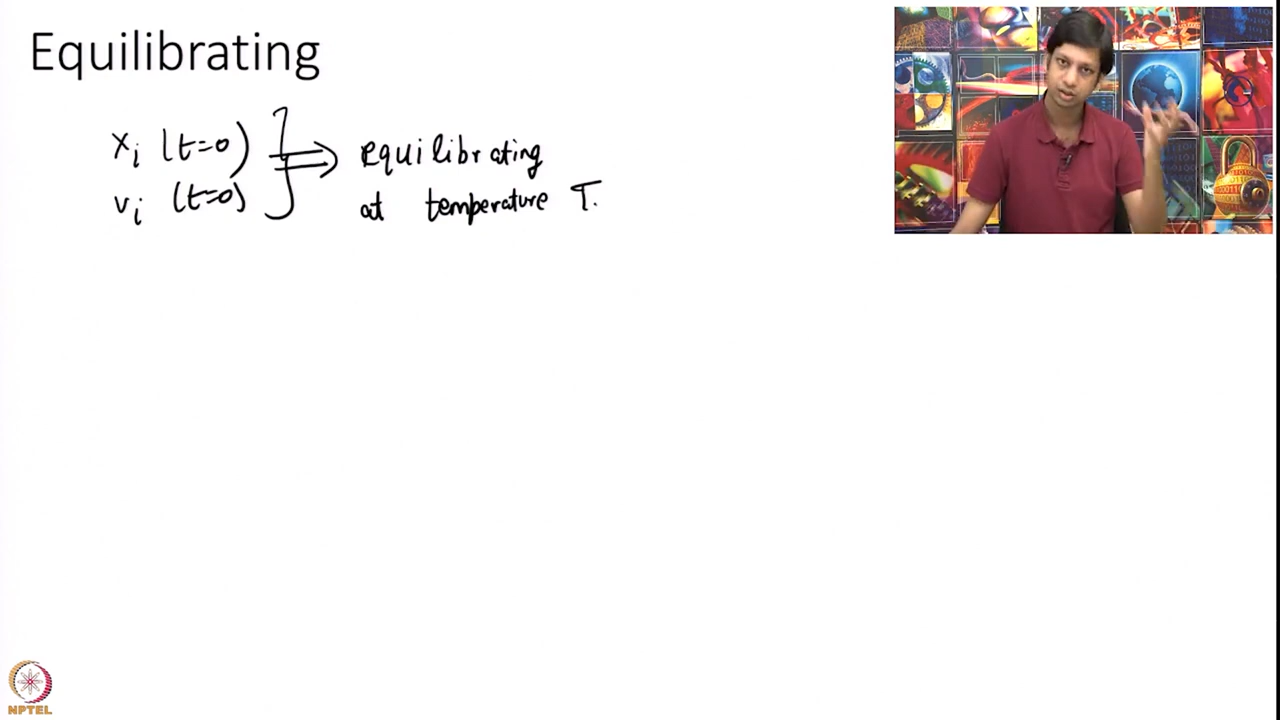 Equilibrating
xi (t=0)
vi (t=0)
equilibrating
at temperature T.
NPTEL